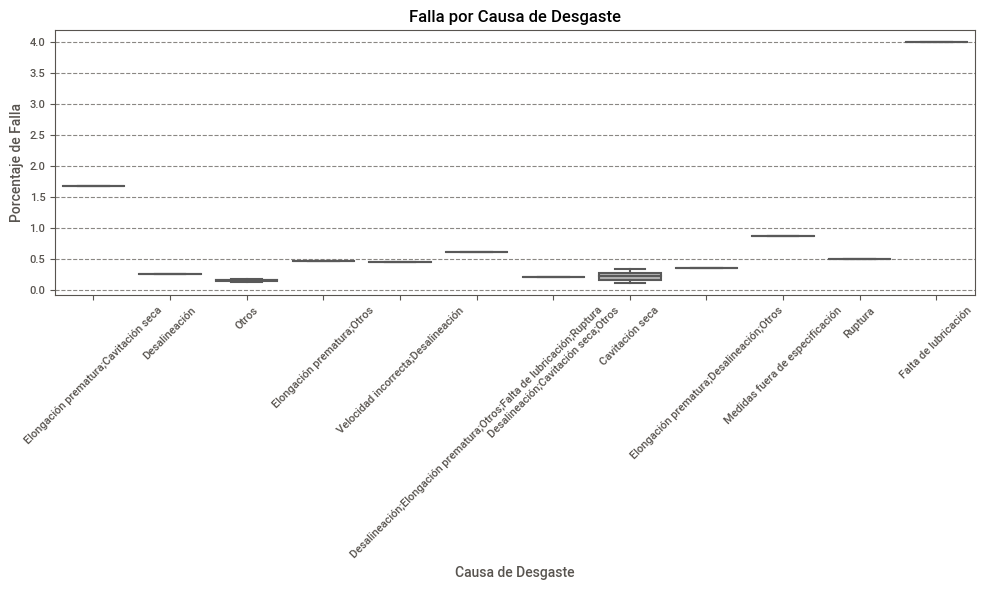 Falla por Causa de Desgaste
Porcentaje de Falla
4.0
3.5
3.0
2.5
2.0
1.5
1.0
0.5
0.0
Elongación prematura;Cavitación seca
Desalineación
Otros
Elongación prematura;Otros
Velocidad incorrecta;Desalineación
Desalineación;Elongación prematura;Otros;Falta de lubricación;Ruptura
Desalineación;Cavitación seca;Otros
Cavitación seca
Elongación prematura;Desalineación;Otros
Medidas fuera de especificación
Ruptura
Falta de lubricación
Causa de Desgaste